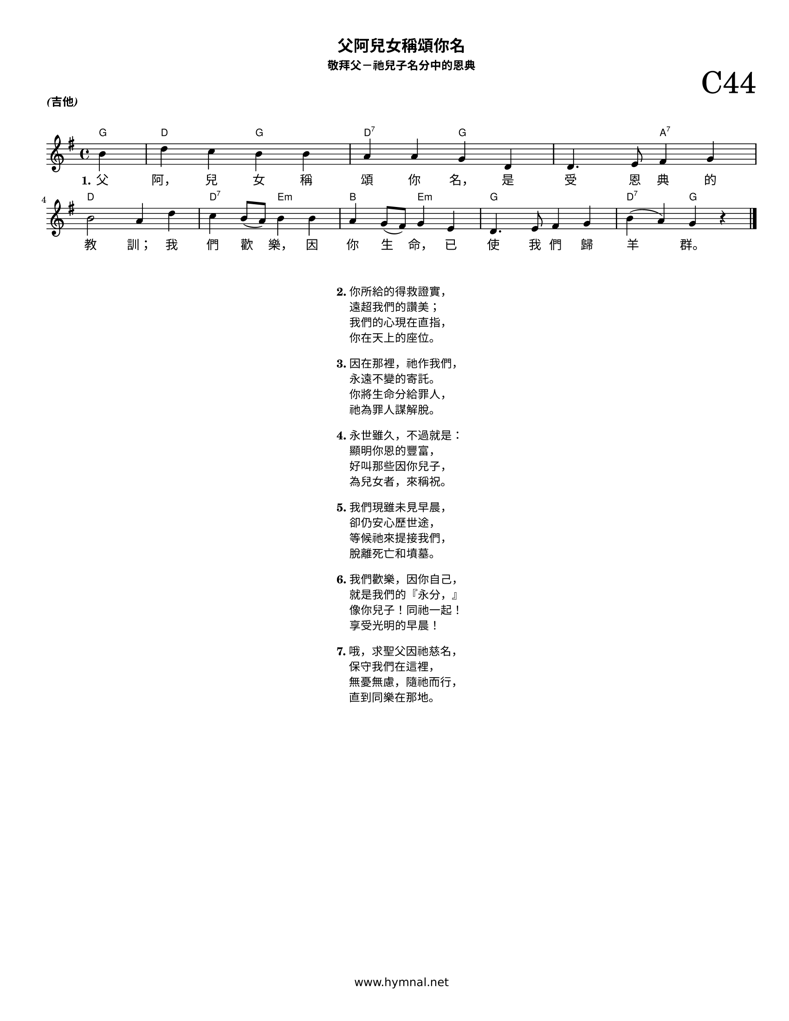 父阿兒女稱頌你名
敬拜父－祂兒子名分中的恩典
C44
(吉他)
G D G D7 G A7
1. 父 阿， 兒 女 稱 頌 你 名， 是 受 恩 典 的
4
D D7 Em B Em G D7 G
教 訓； 我 們 歡 樂， 因 你 生 命， 已 使 我 們 歸 羊 群。
2. 你所給的得救證實，
遠超我們的讚美；
我們的心現在直指，
你在天上的座位。
3. 因在那裡，祂作我們，
永遠不變的寄託。
你將生命分給罪人，
祂為罪人謀解脫。
4. 永世雖久，不過就是：
顯明你恩的豐富，
好叫那些因你兒子，
為兒女者，來稱祝。
5. 我們現雖未見早晨，
卻仍安心歷世途，
等候祂來提接我們，
脫離死亡和墳墓。
6. 我們歡樂，因你自己，
就是我們的『永分，』
像你兒子！同祂一起！
享受光明的早晨！
7. 哦，求聖父因祂慈名，
保守我們在這裡，
無憂無慮，隨祂而行，
直到同樂在那地。
www.hymnal.net